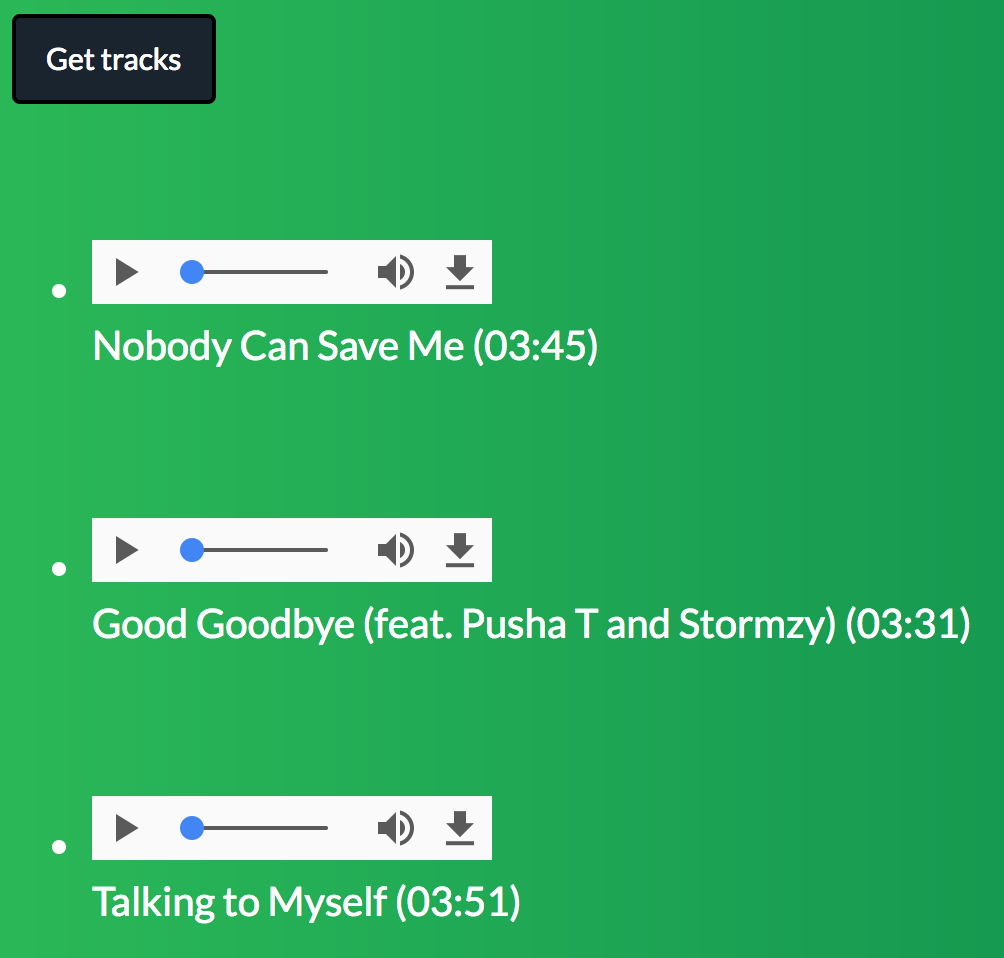 Get tracks
Nobody Can Save Me (03:45)
Good Goodbye (feat. Pusha T and Stormzy) (03:31)
Talking to Myself (03:51)